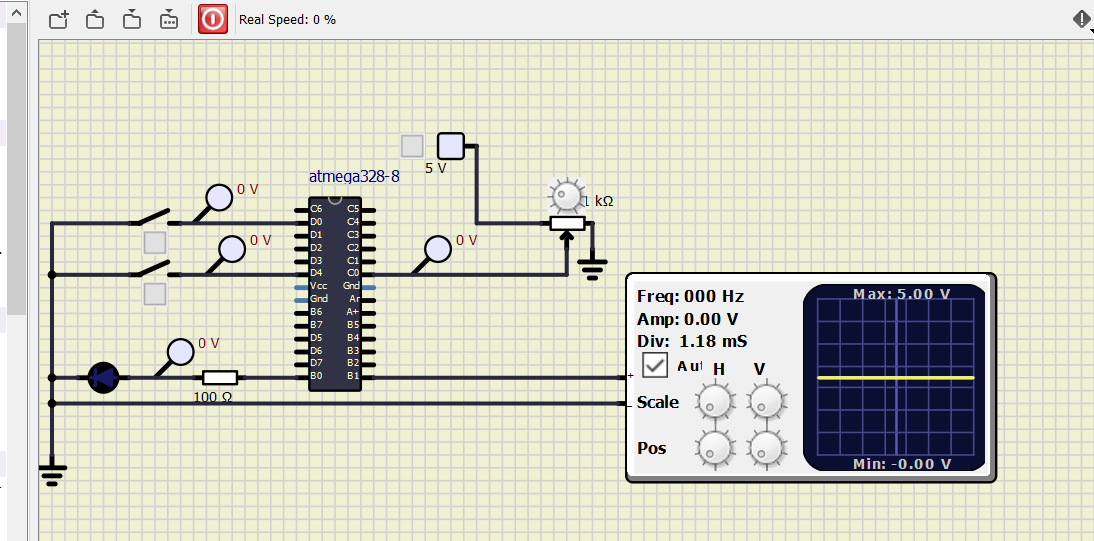 Real Speed: 0 %
5 V
atmega328-8
0 V
1 kΩ
C6 C5
D0 C4
D1 C3
D2 C2
D3 C1
D4 C0
Vcc Gnd
Gnd Ar
B6 A+
B7 B5
D5 B4
D6 B3
D7 B2
B0 B1
0 V
0 V
0 V
100 Ω
Freq: 000 Hz
Amp: 0.00 V
Div: 1.18 mS
Aut H V
+
Scale
-
Pos
Max: 5.00 V
Min: -0.00 V